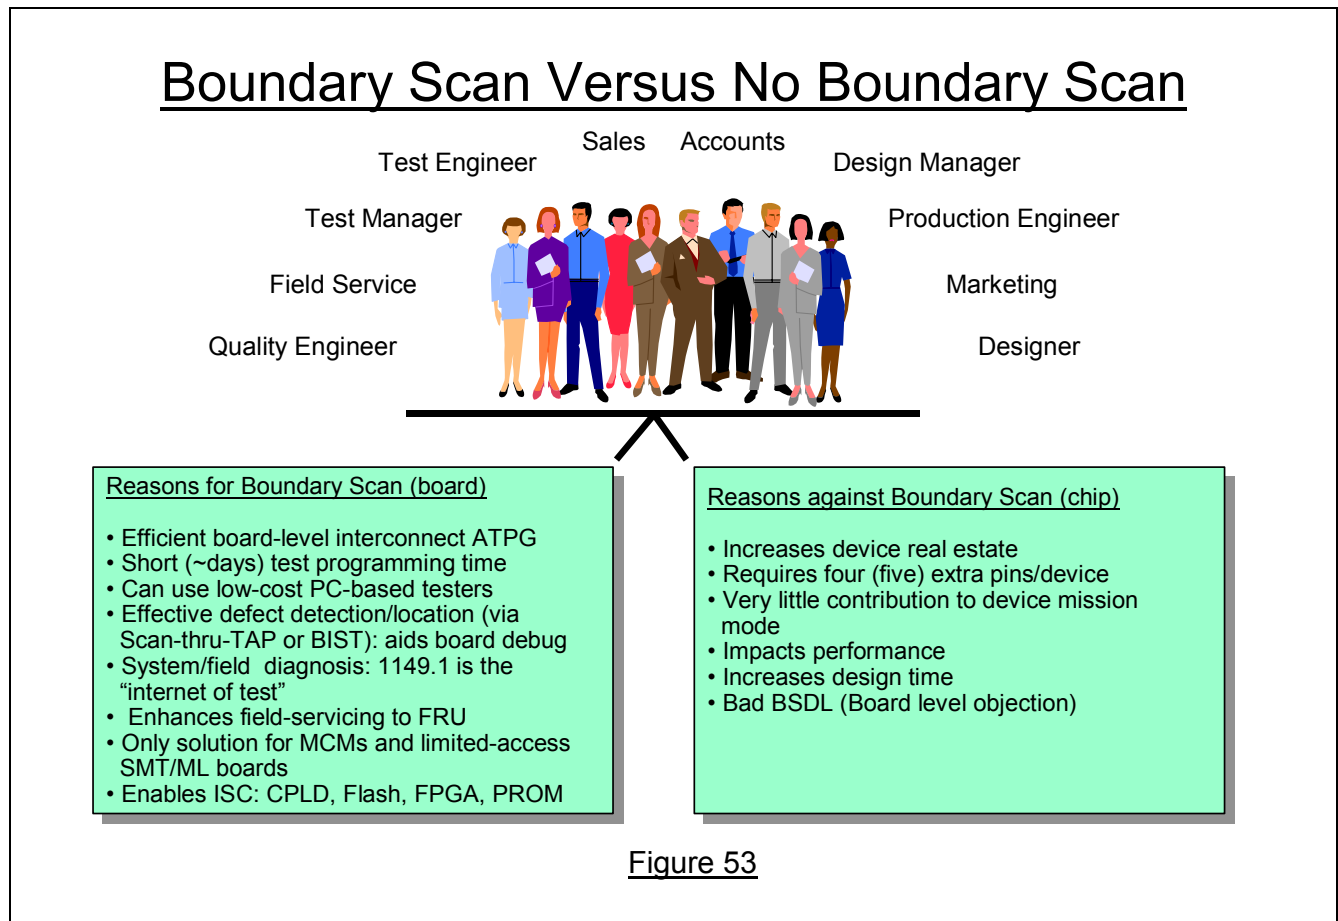 Boundary Scan Versus No Boundary Scan
Sales Accounts
Test Engineer
Design Manager
Test Manager
Production Engineer
Field Service
Marketing
Quality Engineer
Designer
Reasons for Boundary Scan (board)
• Efficient board-level interconnect ATPG
• Short (~days) test programming time
• Can use low-cost PC-based testers
• Effective defect detection/location (via
Scan-thru-TAP or BIST): aids board debug
• System/field diagnosis: 1149.1 is the
“internet of test”
• Enhances field-servicing to FRU
• Only solution for MCMs and limited-access
SMT/ML boards
• Enables ISC: CPLD, Flash, FPGA, PROM
Reasons against Boundary Scan (chip)
• Increases device real estate
• Requires four (five) extra pins/device
• Very little contribution to device mission
mode
• Impacts performance
• Increases design time
• Bad BSDL (Board level objection)
Figure 53